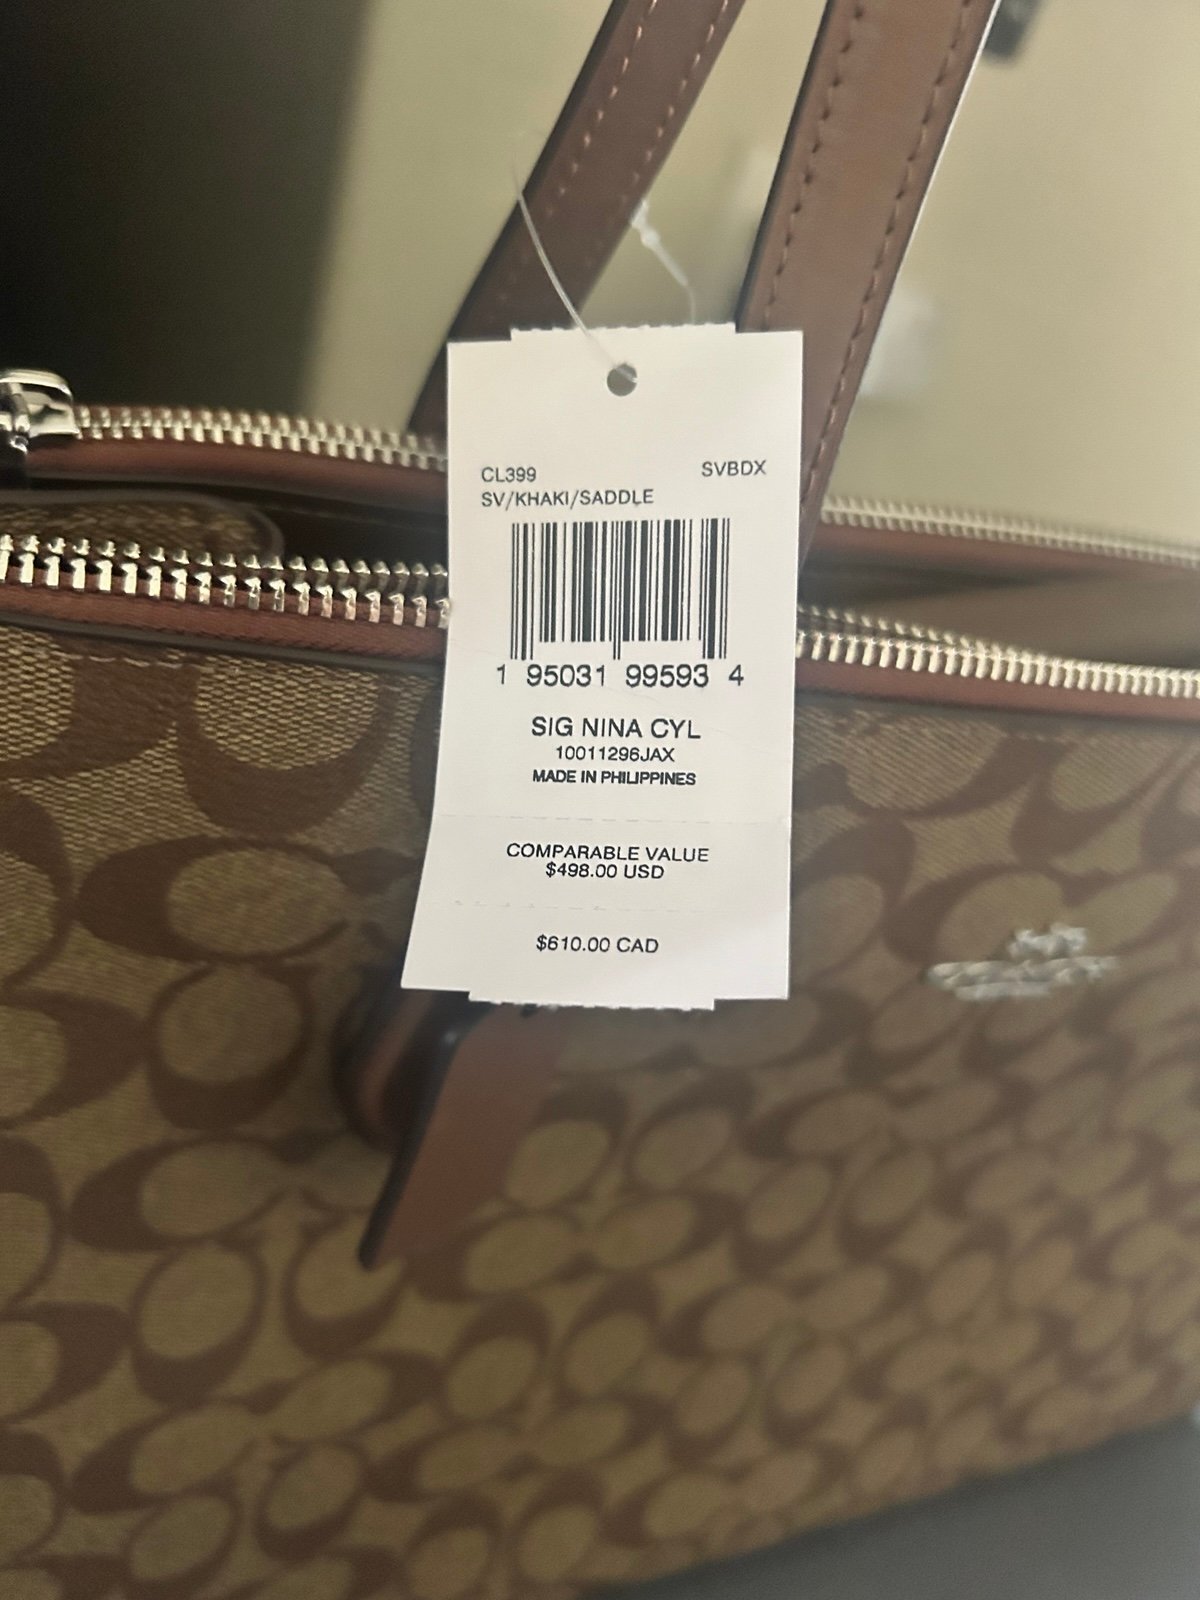 CL399 SVBDX
SV/KHAKI/SADDLE
1 95031 99593 4
SIG NINA CYL
10011296JAX
MADE IN PHILIPPINES
COMPARABLE VALUE
$498.00 USD
$610.00 CAD